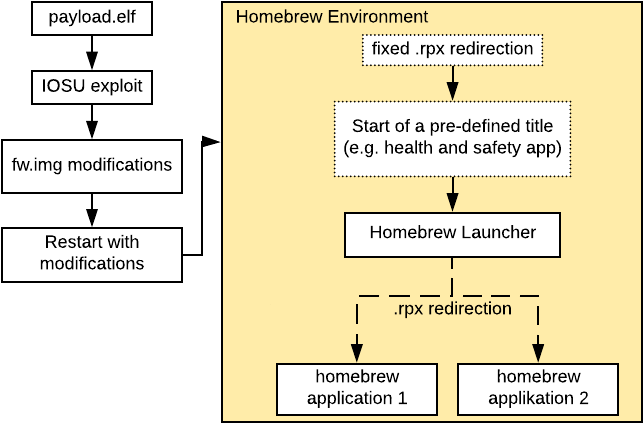 payload.elf
IOSU exploit
fw.img modifications
Restart with
modifications
Homebrew Environment
fixed .rpx redirection
Start of a pre-defined title
(e.g. health and safety app)
Homebrew Launcher
.rpx redirection
homebrew
application 1
homebrew
applikation 2